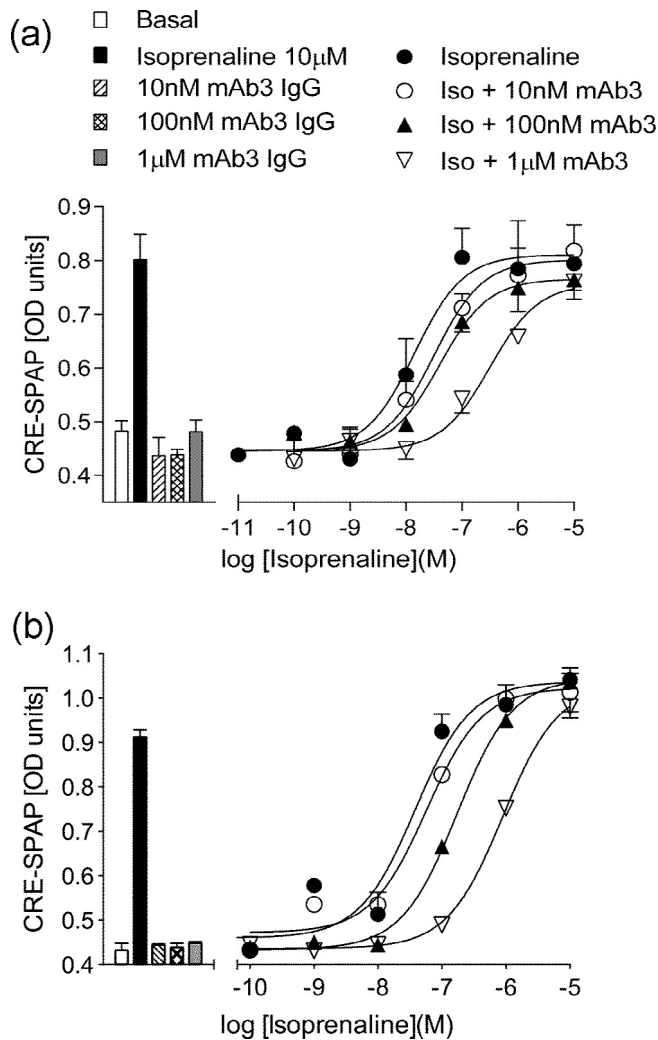 (a)
Basal
Isoprenaline 10μM
10nM mAb3 IgG
100nM mAb3 IgG
1μM mAb3 IgG
Isoprenaline
Iso + 10nM mAb3
Iso + 100nM mAb3
Iso + 1μM mAb3
CRE-SPAP [OD units]
0.9
0.8
0.7
0.5
0.4
-11 -10 -9 -8 -7 -6 -5
log [Isoprenaline](M)
(b)
CRE-SPAP [OD units]
1.1
1.0
0.9
0.8
0.7
0.6
0.5
0.4
-10 -9 -8 -7 -6 -5
log [Isoprenaline](M)